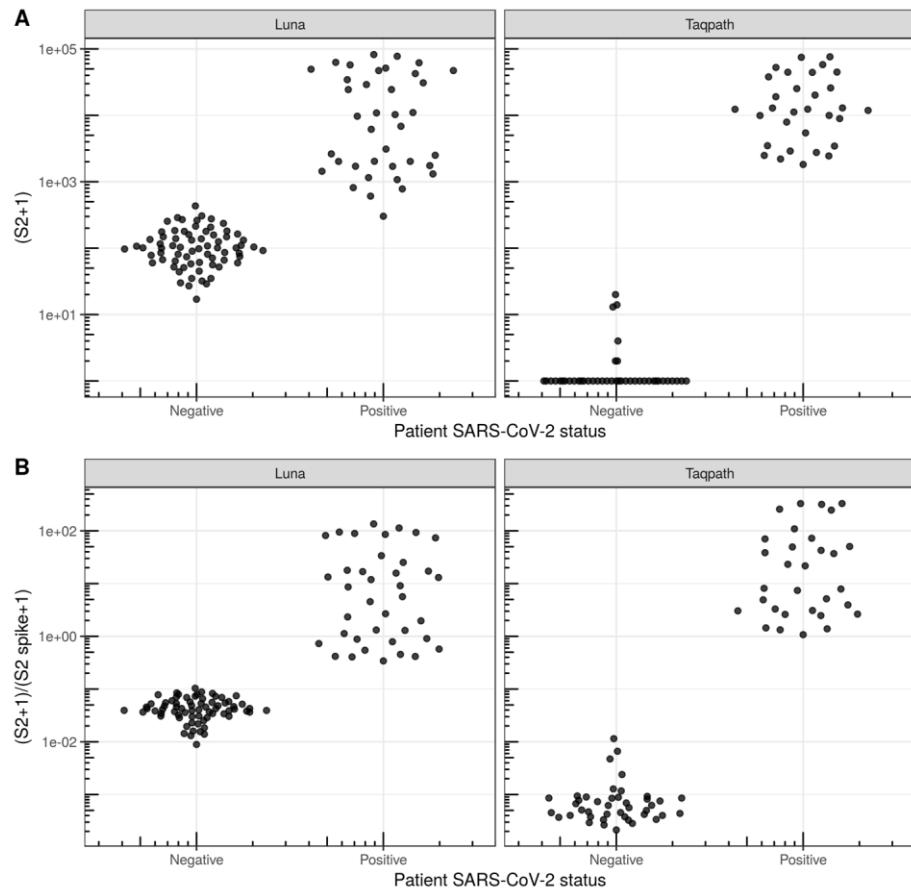 A
Luna
Taqpath
(S2+1)
1e+05
1e+03
1e+01
Negative
Positive
Negative
Positive
Patient SARS-CoV-2 status
B
Luna
Taqpath
(S2+1)/(S2 spike+1)
1e+02
1e+00
1e-02
Negative
Positive
Negative
Positive
Patient SARS-CoV-2 status